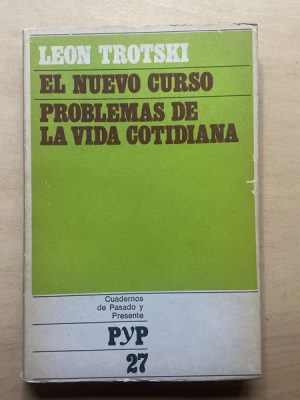 LEON TROTSKI
EL NUEVO CURSO
PROBLEMAS DE
LA VIDA COTIDIANA
Cuadernos
de Pasado y
Presente
PyP
27